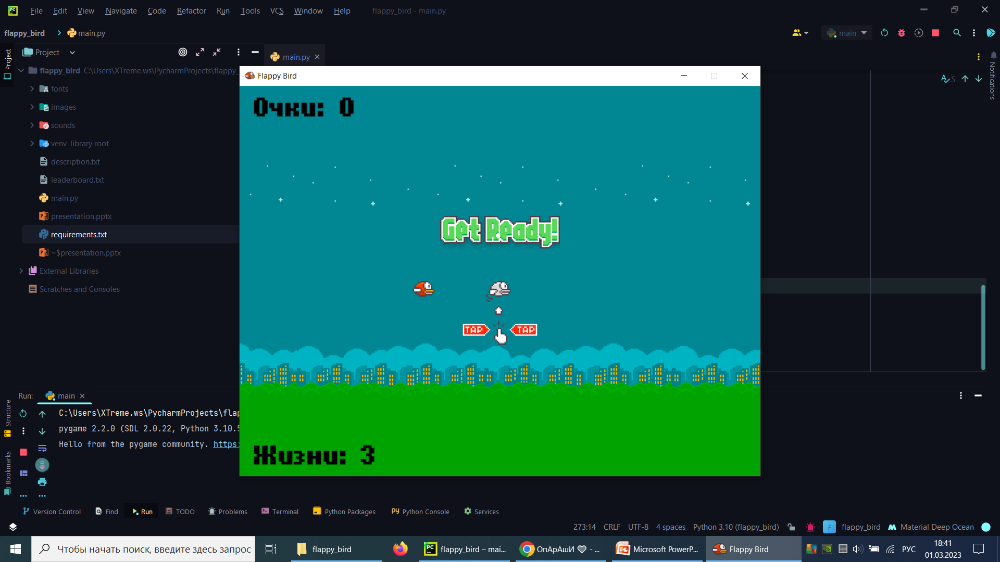 File Edit View Navigate Code Refactor Run Tools VCS Window Help flappy_bird - main.py
flappy_bird main.py main
Project main.py
Project
flappy_bird C:\Users\XTreme.ws\PycharmProjects\flappy_
fonts
images
sounds
venv library root
description.txt
leaderboard.txt
main.py
presentation.pptx
requirements.txt
~$presentation.pptx
External Libraries
Scratches and Consoles
Notifications
5
Flappy Bird
Очки: 0
Get Ready!
TAP TAP
Жизни: 3
Run: main
C:\Users\XTreme.ws\PycharmProjects\flap
pygame 2.2.0 (SDL 2.0.22, Python 3.10.5
Hello from the pygame community. https:
Structure
Bookmarks
Version Control Find Run TODO Problems Terminal Python Packages Python Console Services
273:14 CRLF UTF-8 4 spaces Python 3.10 (flappy_bird) F flappy_bird Material Deep Ocean
Чтобы начать поиск, введите здесь запрос flappy_bird flappy_bird – mai... ОпАрАшИ 🤍 - ... Microsoft PowerP... Flappy Bird РУС 18:41
01.03.2023